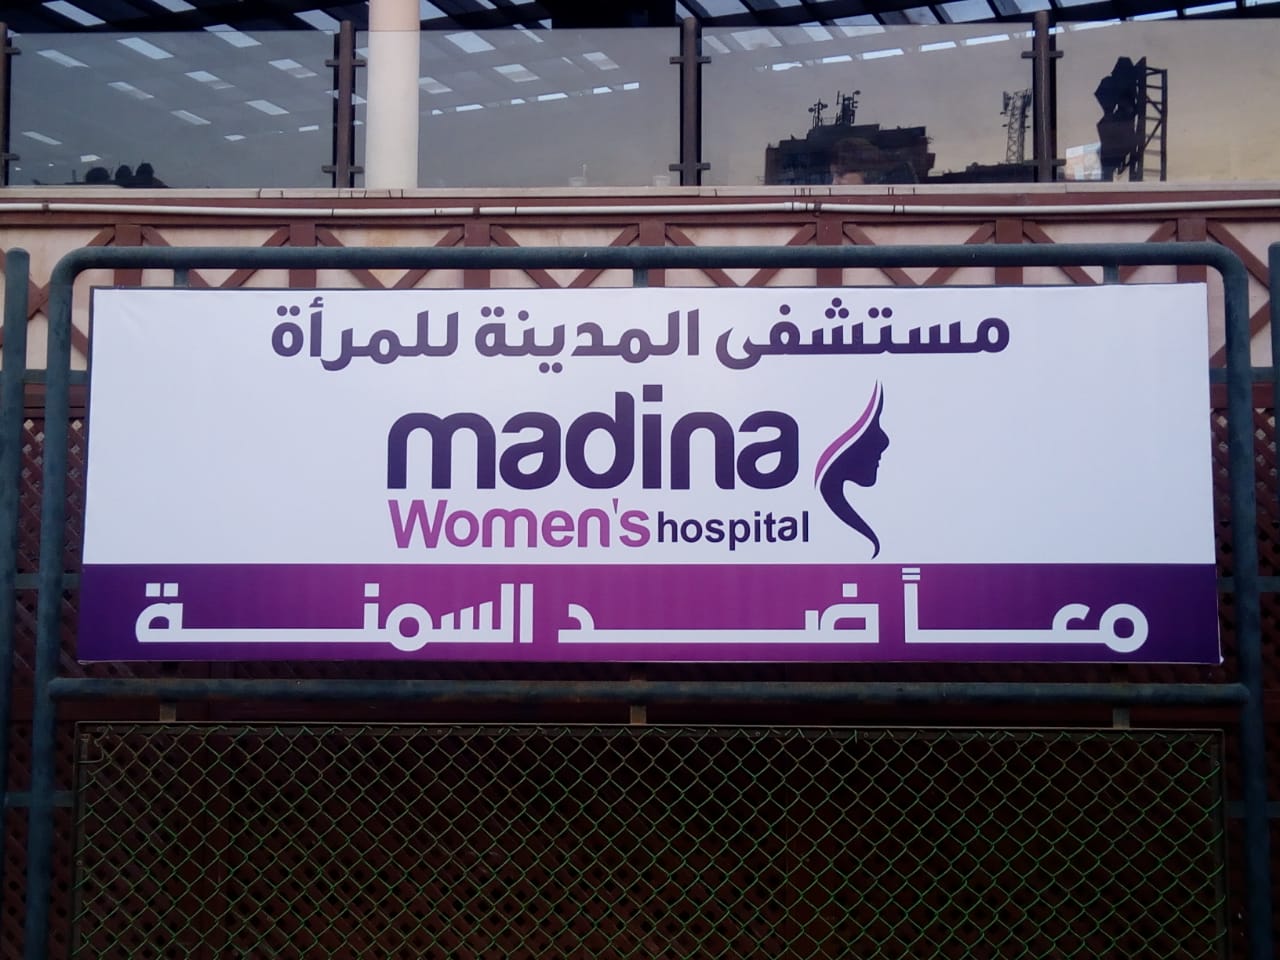 مستشفى المدينة للمرأة
madina
Women's hospital
معاً ضد السمنة